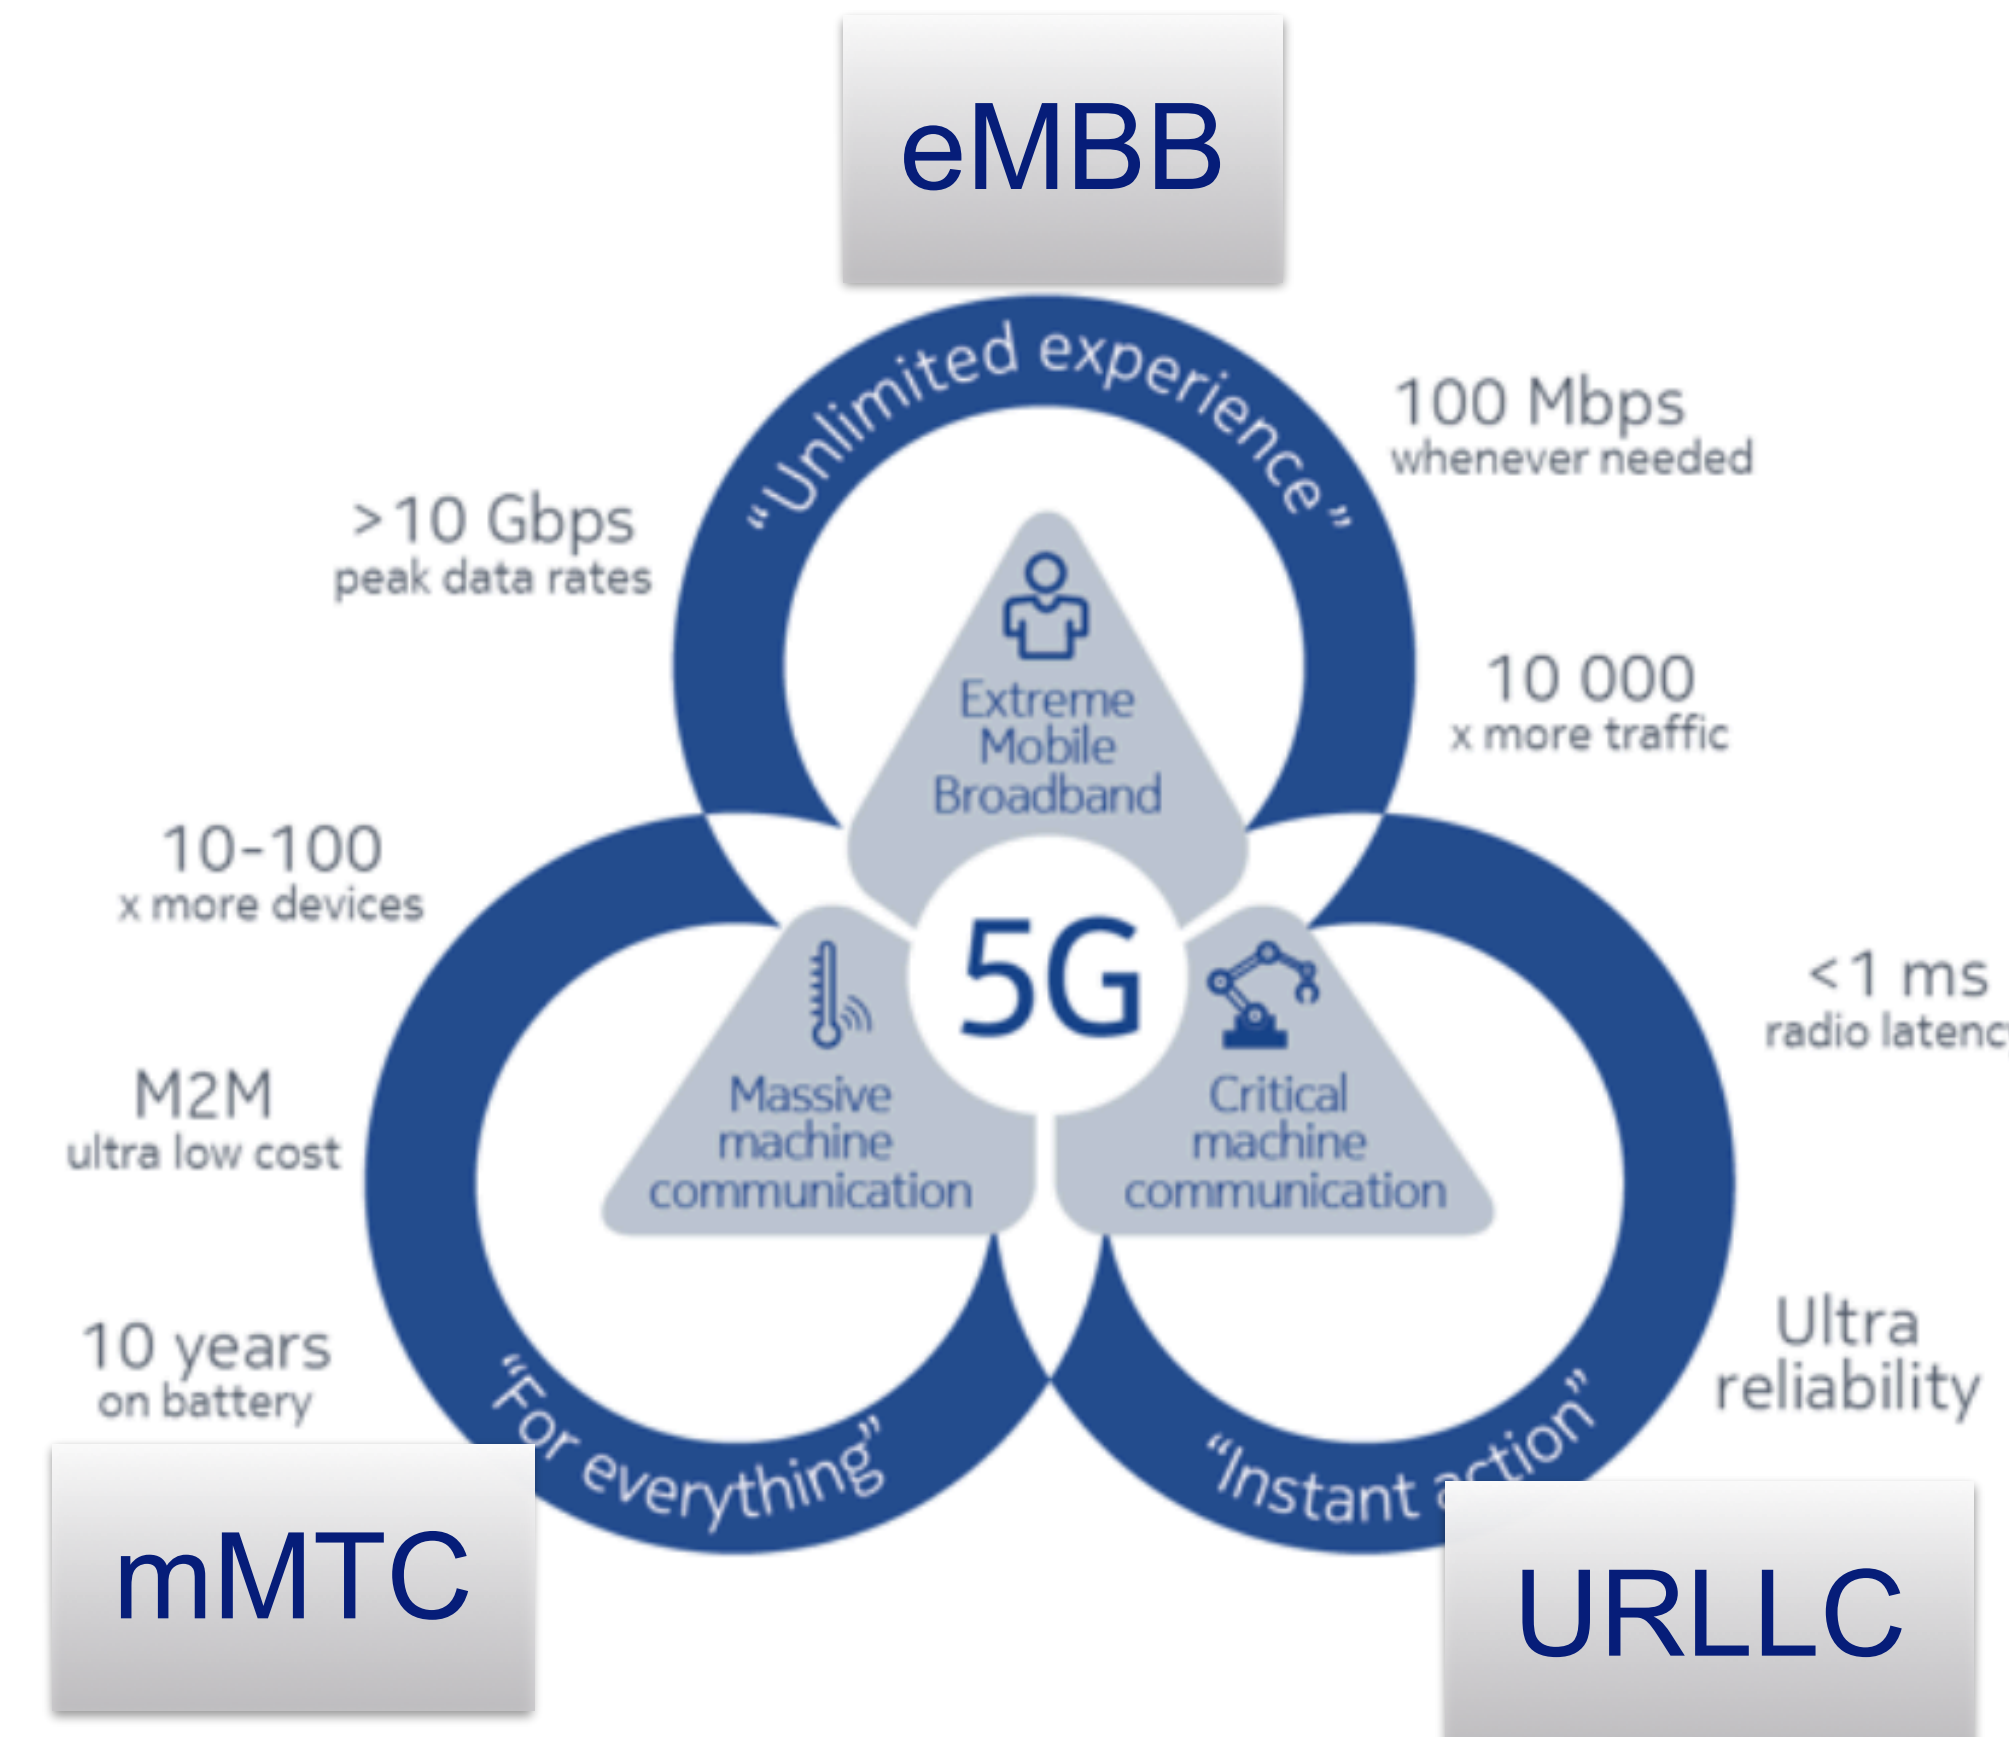 eMBB
“Unlimited experience”
100 Mbps
whenever needed
>10 Gbps
peak data rates
Extreme
Mobile
Broadband
10 000
x more traffic
10-100
x more devices
5G
<1 ms
radio latency
M2M
ultra low cost
Massive
machine
communication
Critical
machine
communication
10 years
on battery
Ultra
reliability
“For everything”
“Instant action”
mMTC
URLLC